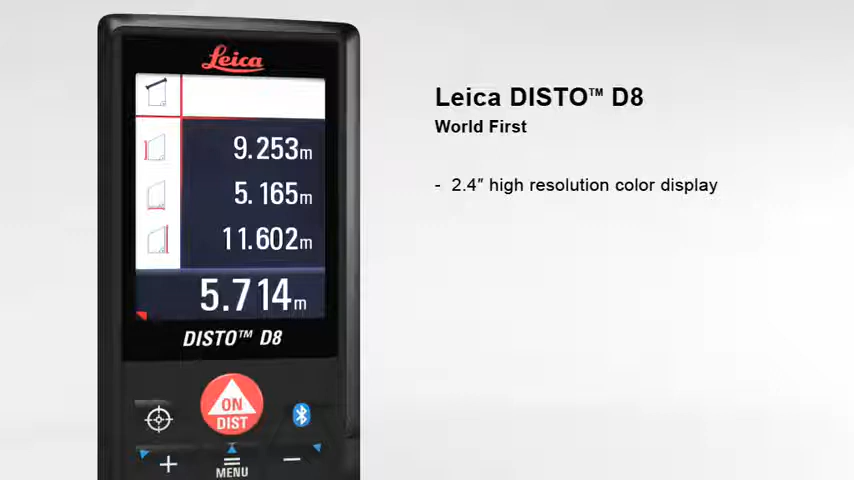 Leica
9.253m
5.165m
11.602m
5.714m
DISTO™ D8
ON
DIST
+
−
MENU
Leica DISTO™ D8
World First
- 2.4" high resolution color display